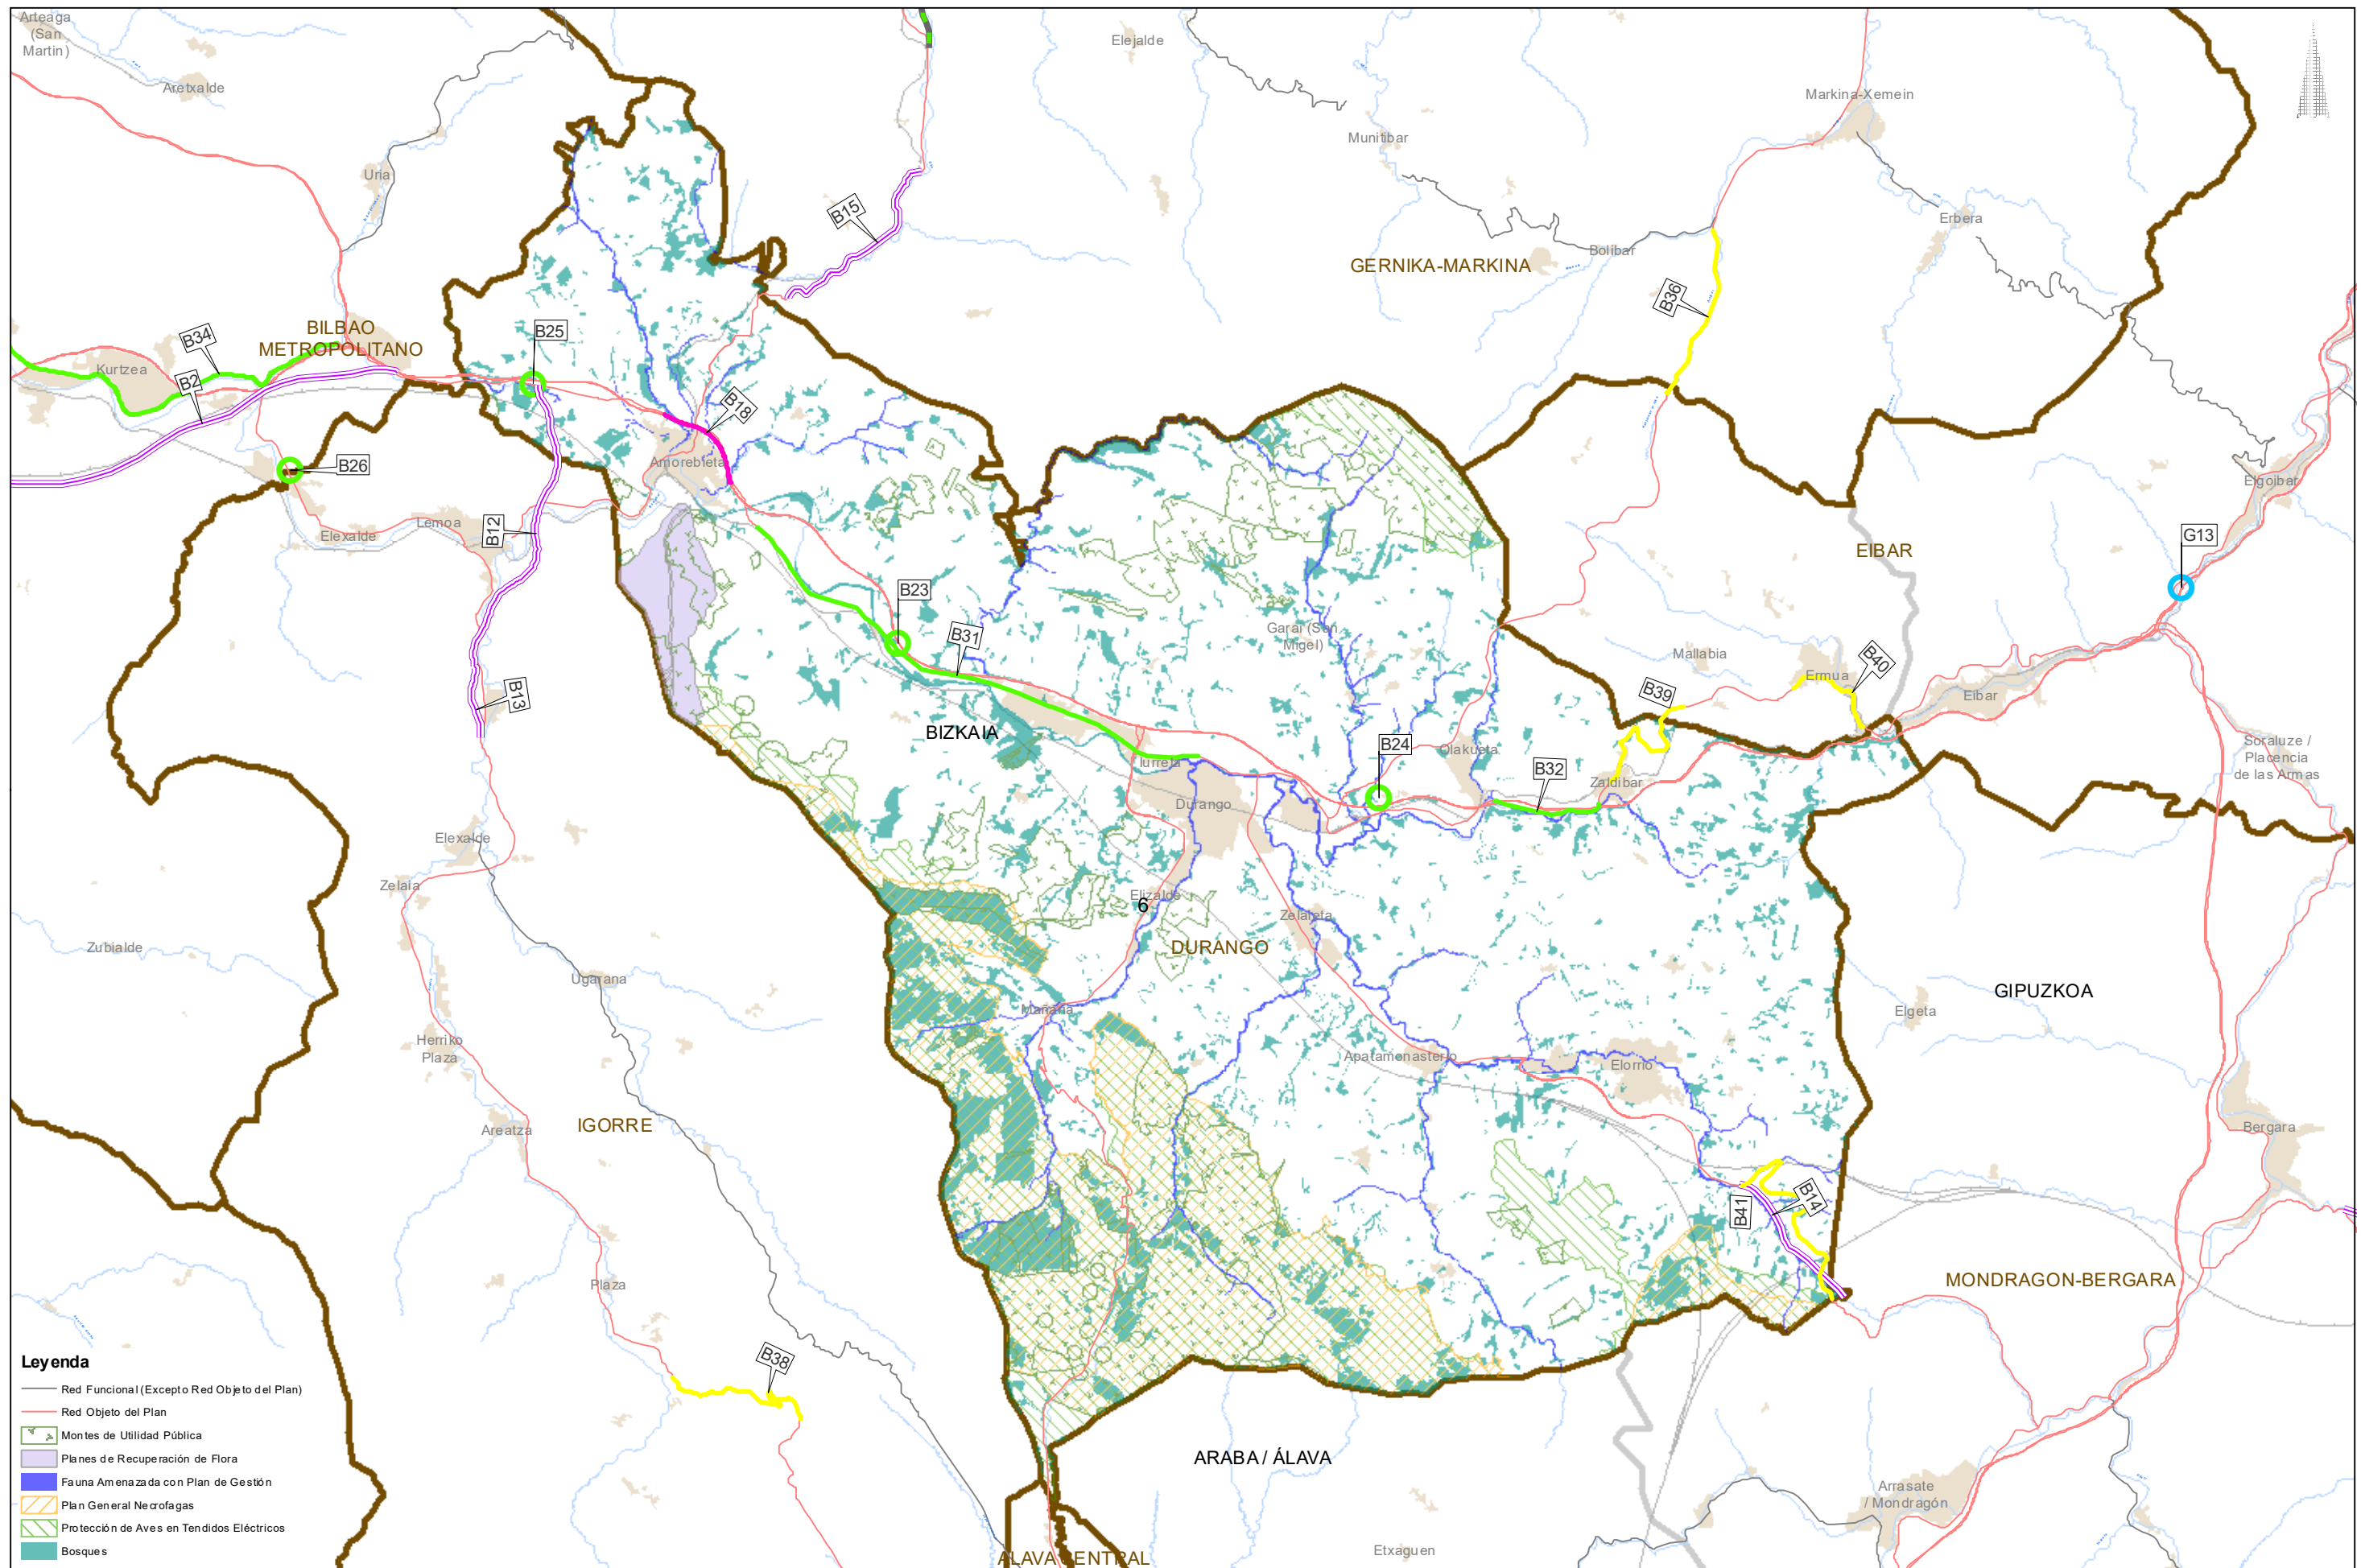 Arteaga
(San
Martin)
Elejalde
Aretxalde
Markina-Xemein
Munitibar
Uria
B15
Erbera
Bolibar
GERNIKA-MARKINA
B36
BILBAO
METROPOLITANO
B34
B25
Kurtzea
B2
B18
Amorebieta
B26
Elgoibar
Lemoa
Elexalde
B12
G13
EIBAR
B23
B31
Garai (San
Migel)
Mallabia
B40
Ermua
B39
Eibar
B13
BIZKAIA
B24
Olakueta
Soraluze /
Placencia
de las Armas
Iurreta
B32
Zaldibar
Durango
Elexalde
Zelaia
Elizalde
6
Zelaieta
Zubialde
DURANGO
Ugarana
GIPUZKOA
Mañaria
Elgeta
Herriko
Plaza
Apatamonasterio
Elorrio
IGORRE
Areatza
Bergara
B41
B14
Plaza
MONDRAGON-BERGARA
B38
Leyenda
Red Funcional (Excepto Red Objeto del Plan)
Red Objeto del Plan
Montes de Utilidad Pública
Planes de Recuperación de Flora
Fauna Amenazada con Plan de Gestión
Plan General Necrofagas
Protección de Aves en Tendidos Eléctricos
Bosques
ARABA / ÁLAVA
Arrasate
/ Mondragón
Etxaguen
ALAVA CENTRAL